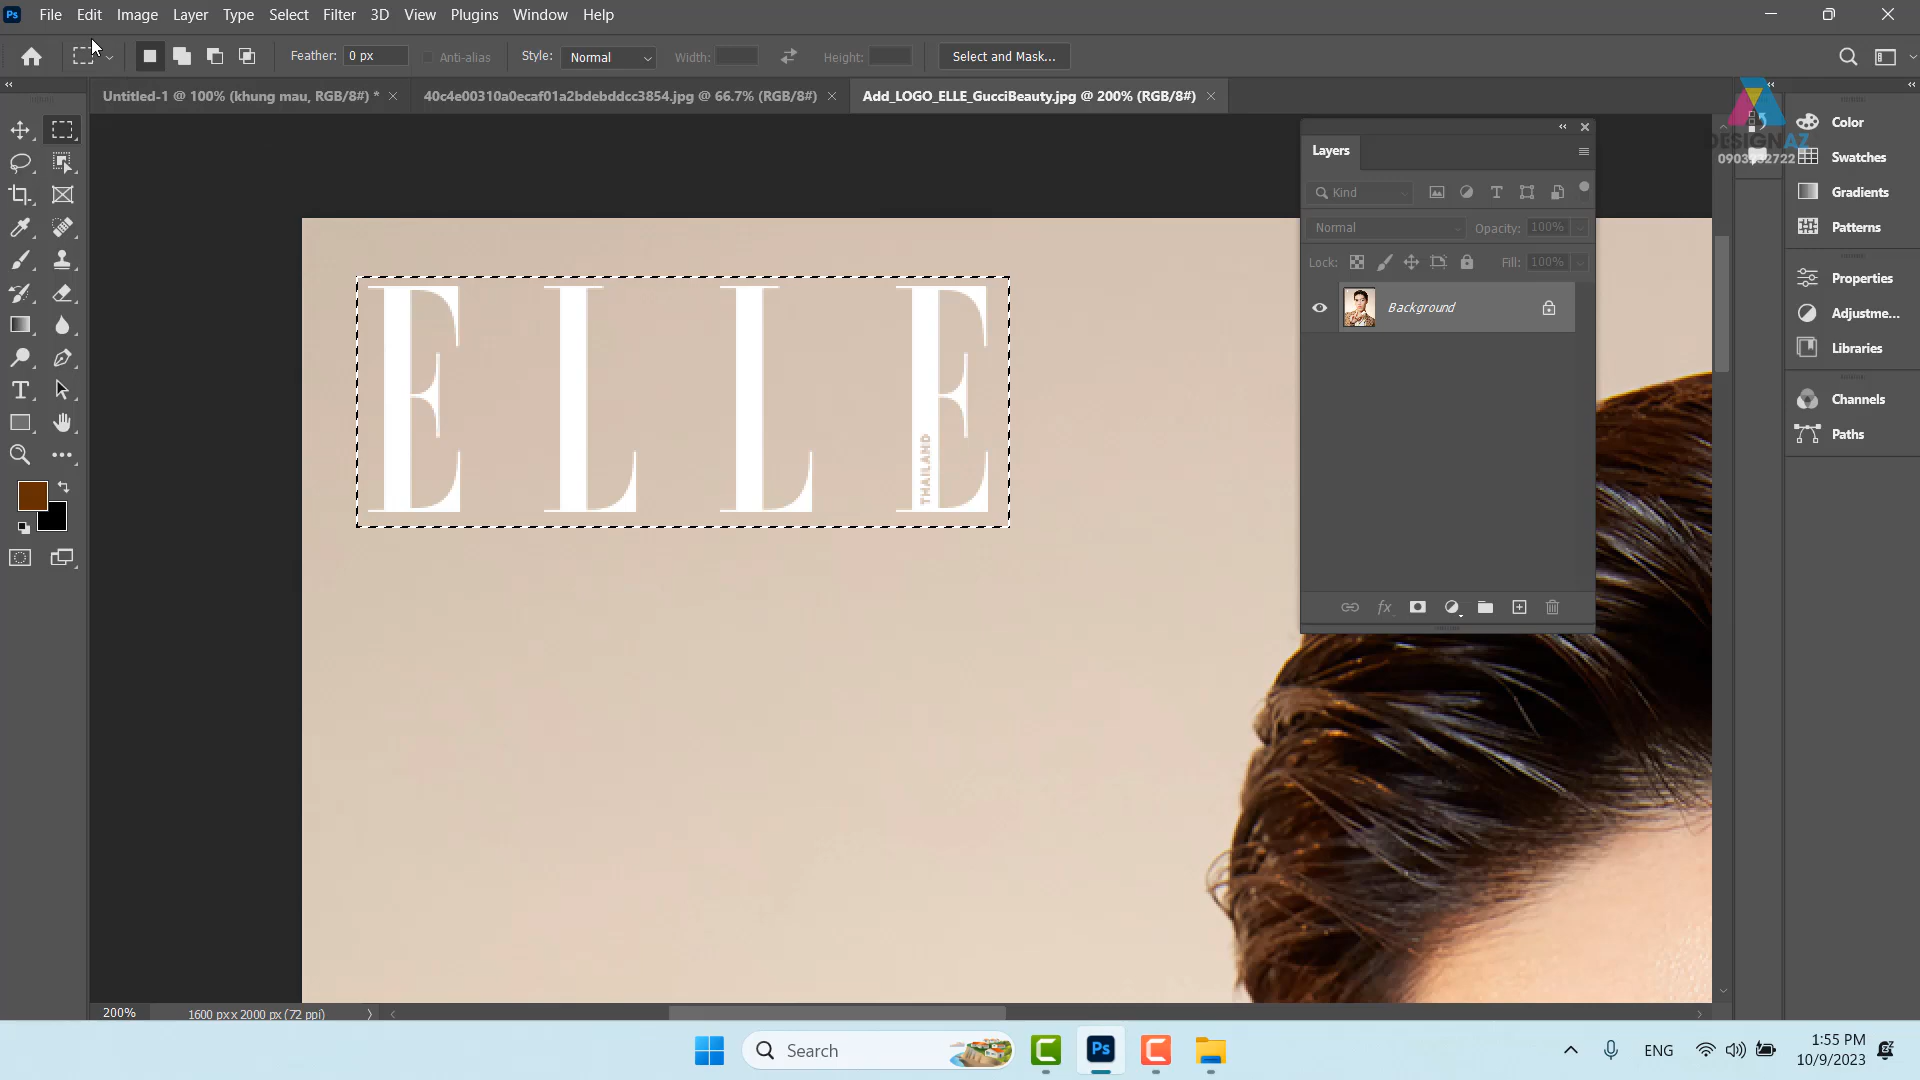 Ps File Edit Image Layer Type Select Filter 3D View Plugins Window Help
Feather: 0 px Anti-alias Style: Normal Width: Height: Select and Mask...
Untitled-1 @ 100% (khung mau, RGB/8#) *
40c4e00310a0ecaf01a2bdebddcc3854.jpg @ 66.7% (RGB/8#)
Add_LOGO_ELLE_GucciBeauty.jpg @ 200% (RGB/8#)
ELLE
THAILAND
Layers
Kind
Normal Opacity: 100%
Lock: Fill: 100%
Background
fx
Color
Swatches
Gradients
Patterns
Properties
Adjustme...
Libraries
Channels
Paths
200% 1600 px x 2000 px (72 ppi)
Search
Ps
ENG
1:55 PM
10/9/2023